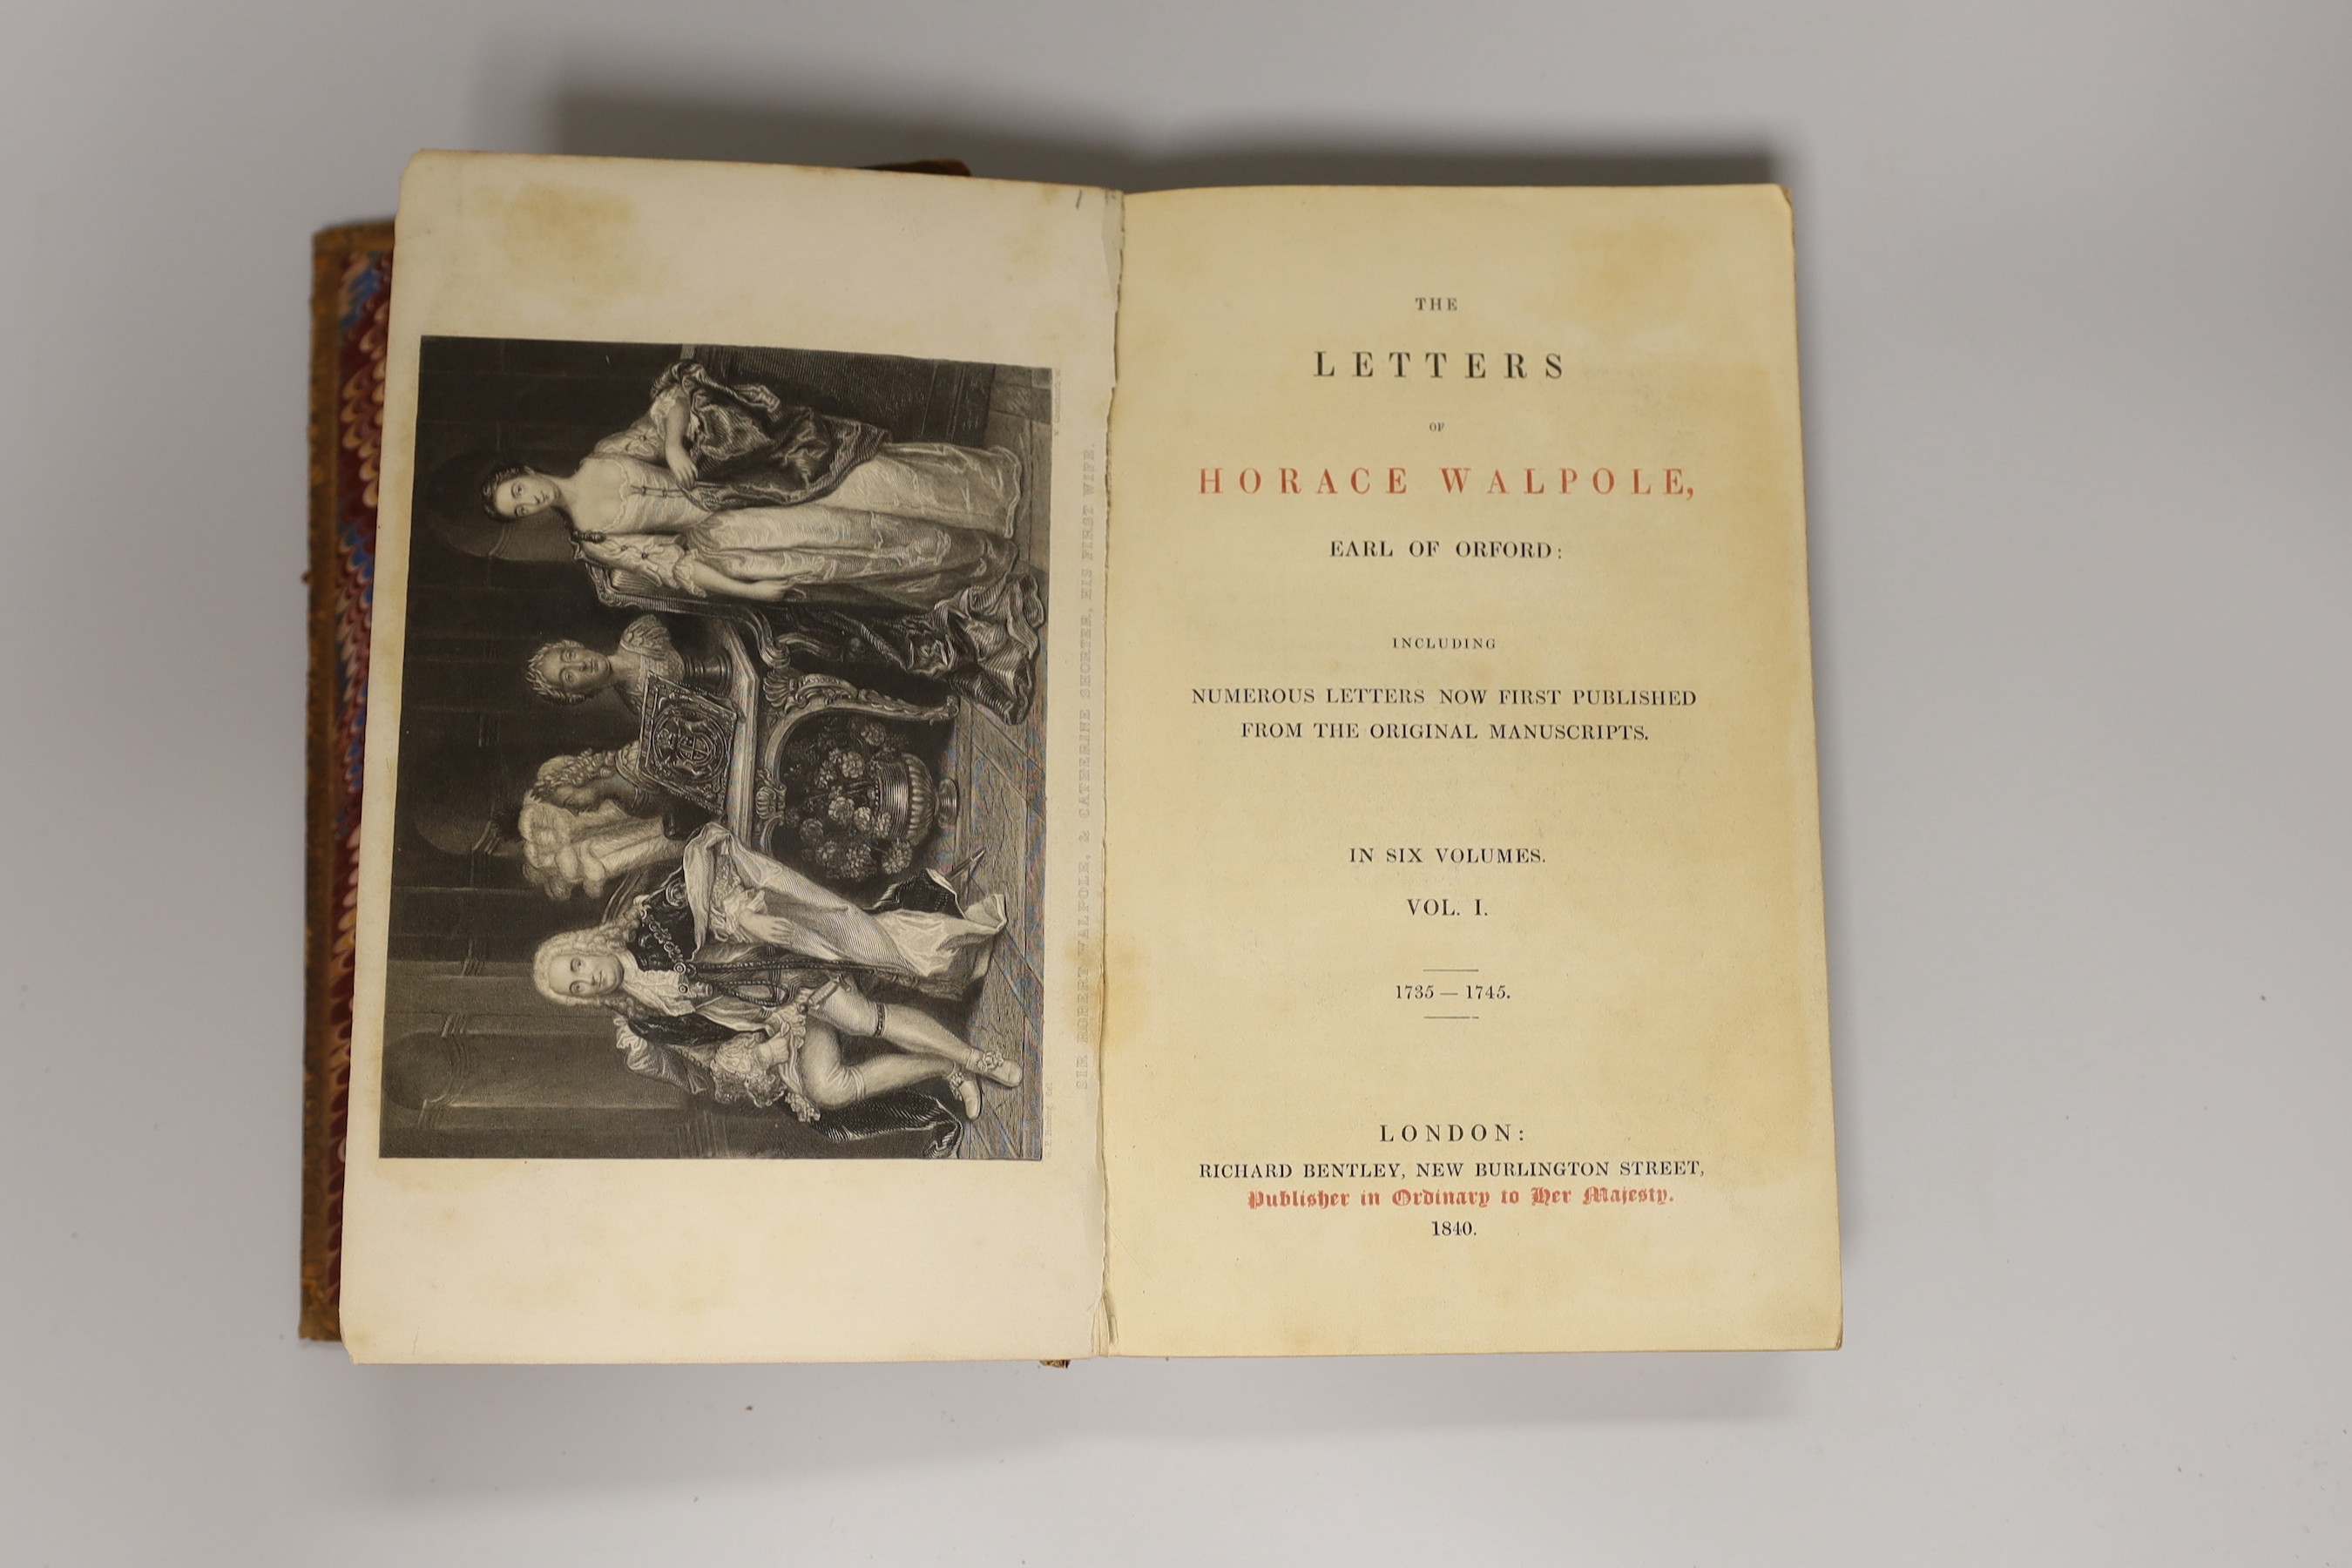 SIR ROBERT WALPOLE, & CATHERINE SHORTER, HIS FIRST WIFE.
THE
LETTERS
OF
HORACE WALPOLE,
EARL OF ORFORD:
INCLUDING
NUMEROUS LETTERS NOW FIRST PUBLISHED
FROM THE ORIGINAL MANUSCRIPTS.
IN SIX VOLUMES.
VOL. I.
1735 — 1745.
LONDON:
RICHARD BENTLEY, NEW BURLINGTON STREET,
Publisher in Ordinary to Her Majesty.
1840.